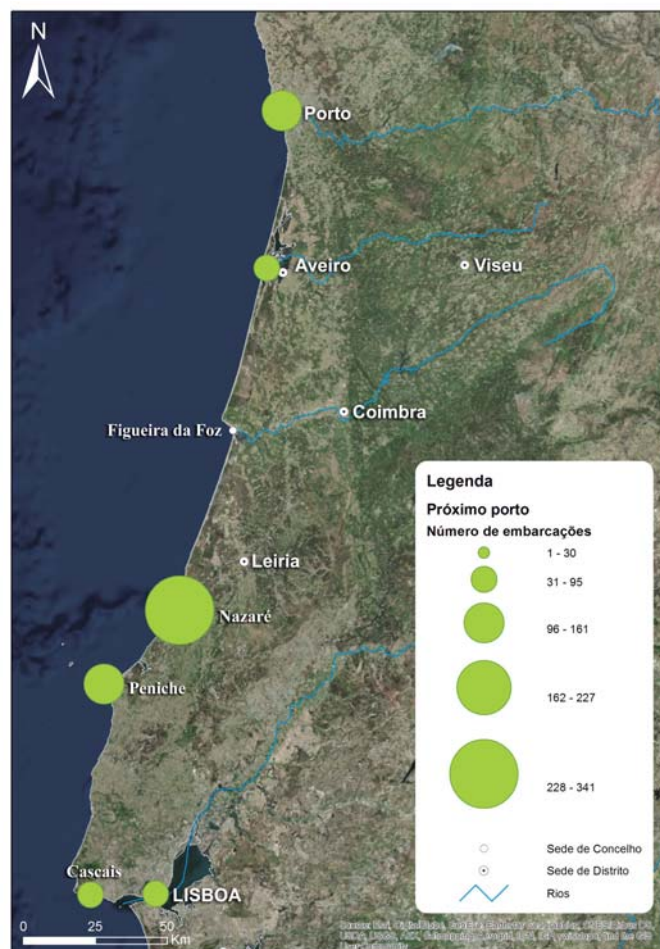 N
Porto
Aveiro
Viseu
Figueira da Foz
Coimbra
Leiria
Nazaré
Peniche
Cascais
LISBOA
Legenda
Próximo porto
Número de embarcações
1 - 30
31 - 95
96 - 161
162 - 227
228 - 341
Sede de Concelho
Sede de Distrito
Rios
0 25 50
Km